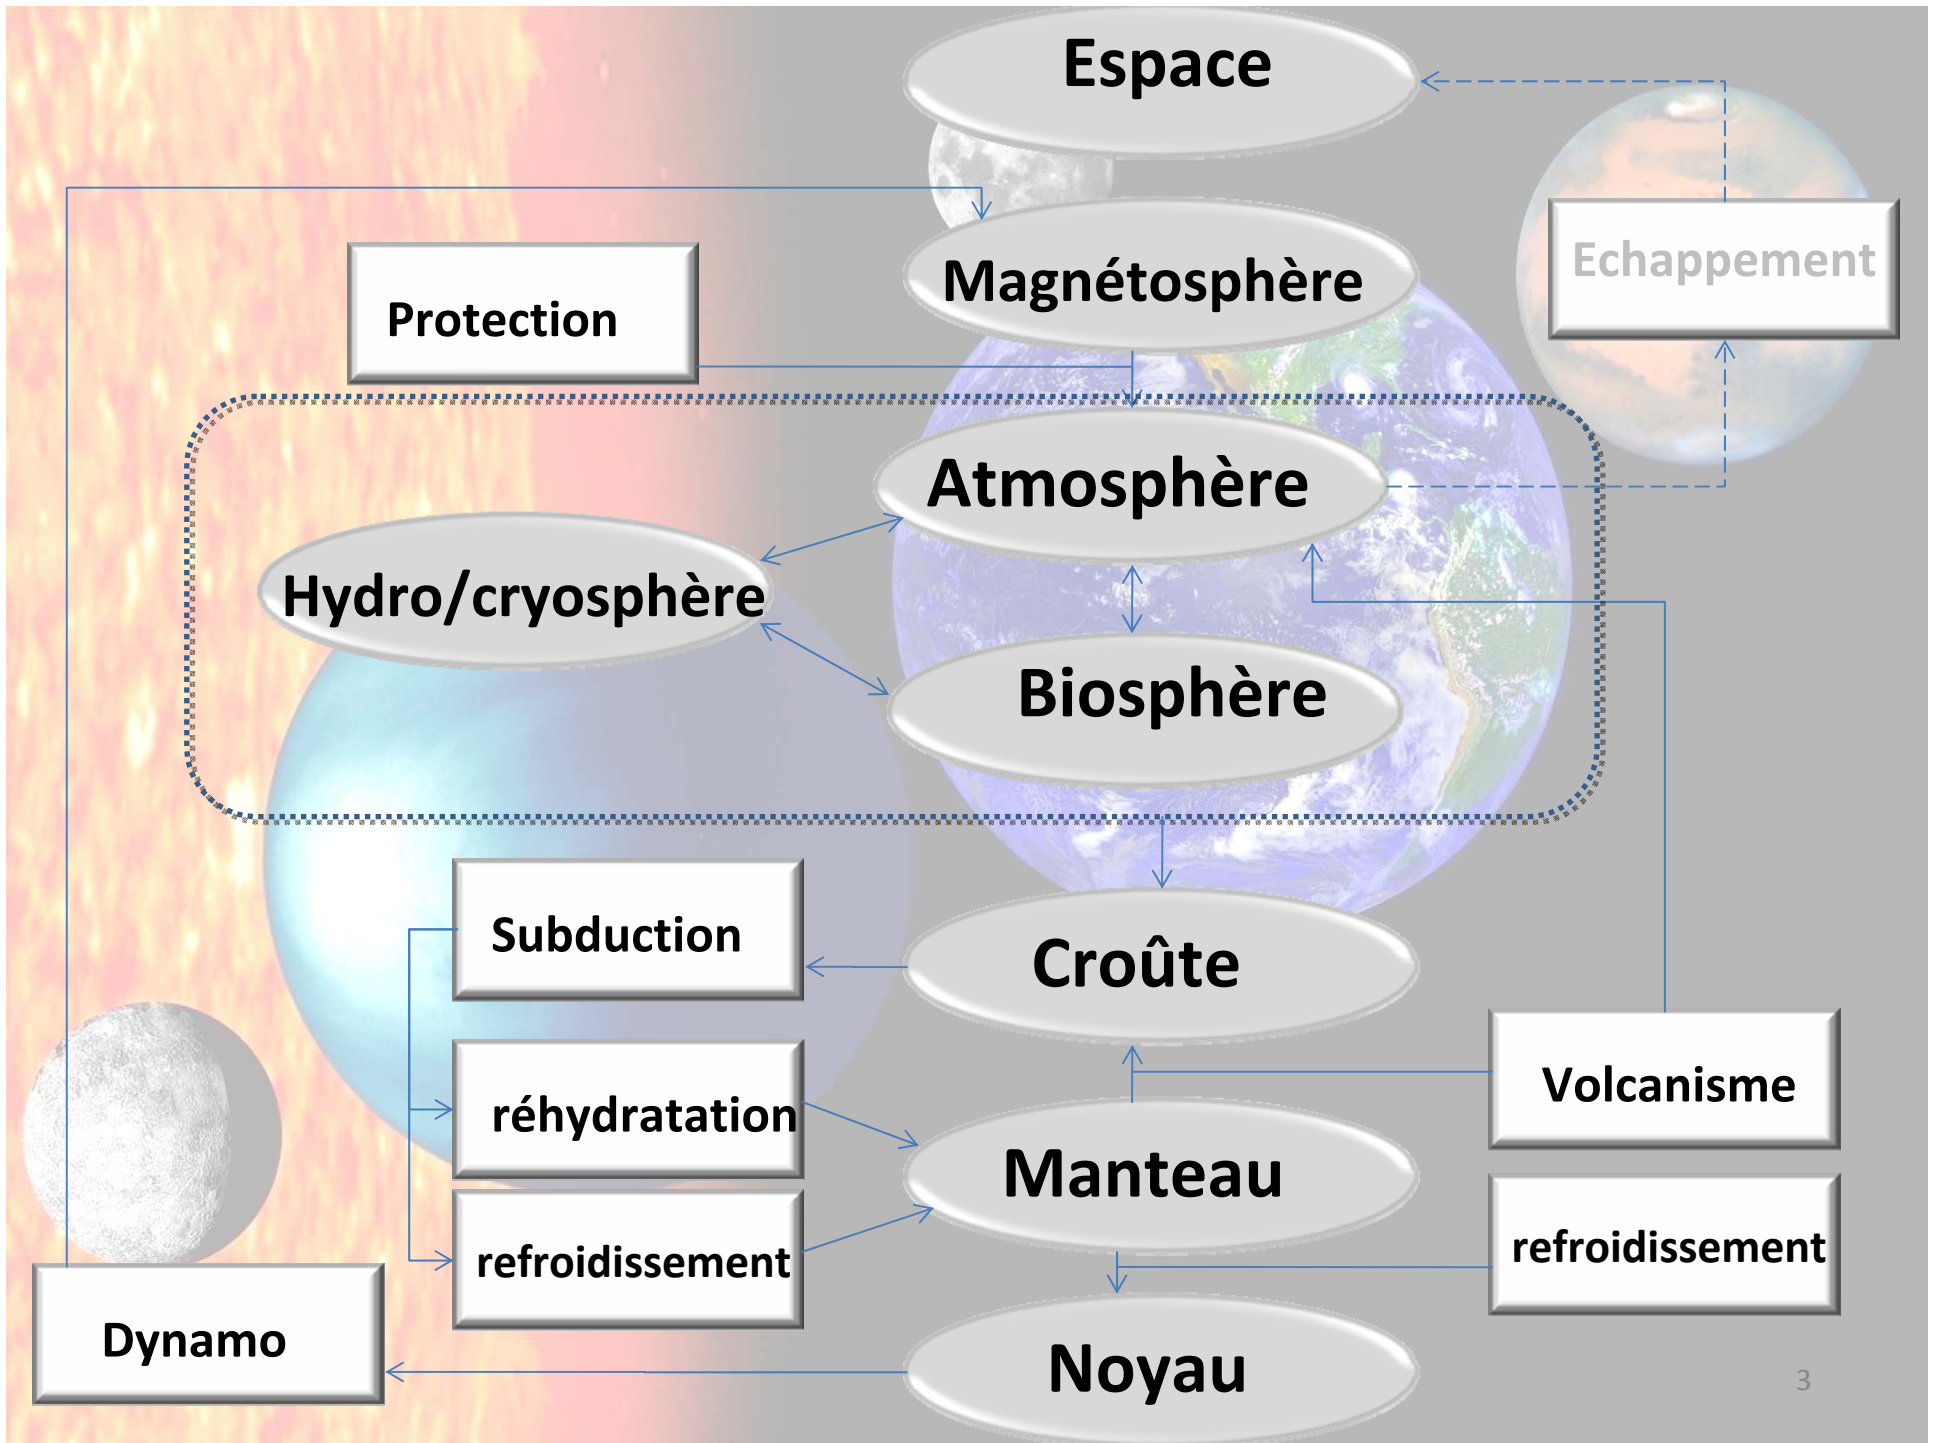 Espace
Magnétosphère
Echappement
Protection
Atmosphère
Hydro/cryosphère
Biosphère
Subduction
Croûte
Volcanisme
réhydratation
Manteau
refroidissement
refroidissement
Dynamo
Noyau
3